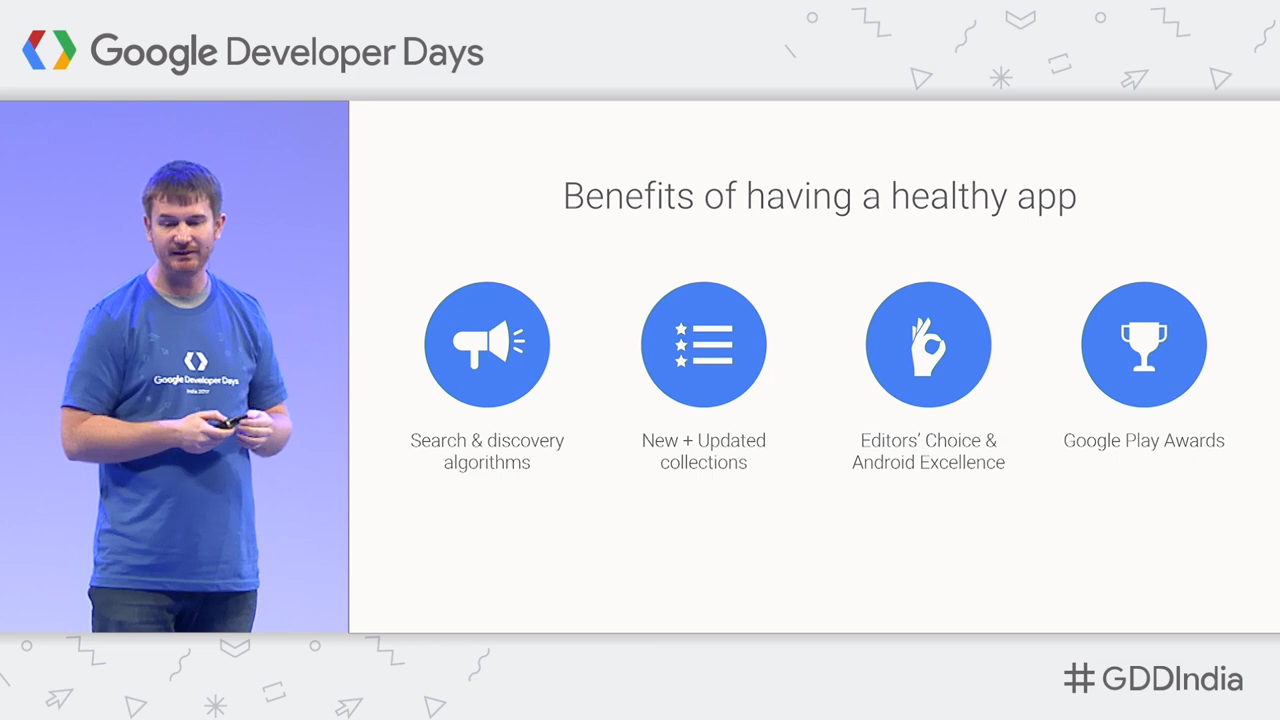 Google Developer Days
Benefits of having a healthy app
Search & discovery
algorithms
New + Updated
collections
Editors’ Choice &
Android Excellence
Google Play Awards
Google Developer Days
India 2017
#GDDIndia